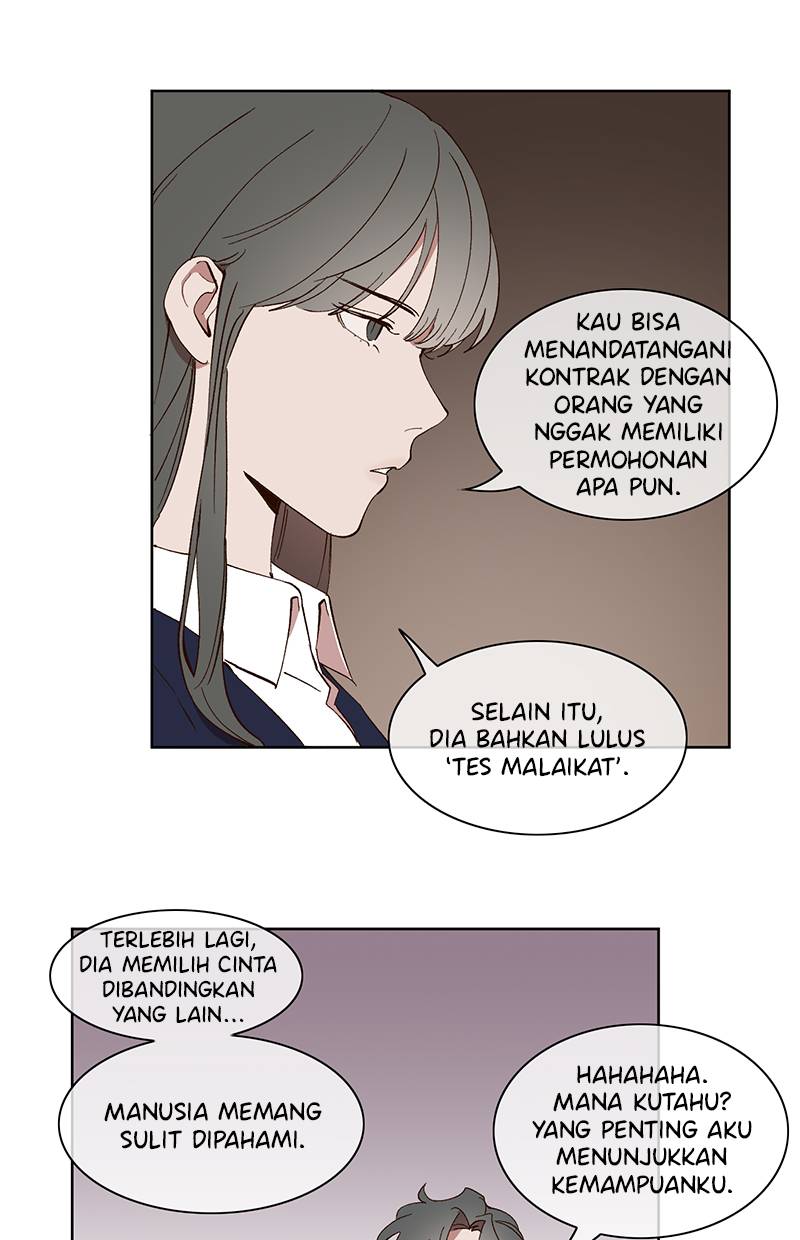 KAU BISA
MENANDATANGANI
KONTRAK DENGAN
ORANG YANG
NGGAK MEMILIKI
PERMOHONAN
APA PUN.
SELAIN ITU,
DIA BAHKAN LULUS
‘TES MALAIKAT’.
TERLEBIH LAGI,
DIA MEMILIH CINTA
DIBANDINGKAN
YANG LAIN...
MANUSIA MEMANG
SULIT DIPAHAMI.
HAHAHAHA.
MANA KUTAHU?
YANG PENTING AKU
MENUNJUKKAN
KEMAMPUANKU.